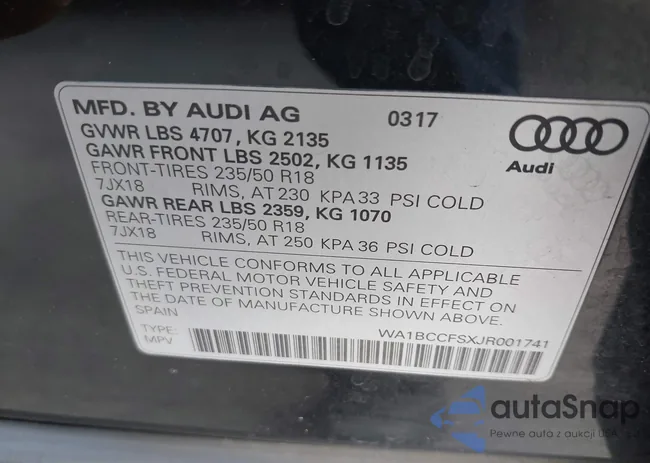 MFD. BY AUDI AG 0317
GVWR LBS 4707, KG 2135
GAWR FRONT LBS 2502, KG 1135
FRONT-TIRES 235/50 R18
7JX18 RIMS, AT 230 KPA 33 PSI COLD
GAWR REAR LBS 2359, KG 1070
REAR-TIRES 235/50 R18
7JX18 RIMS, AT 250 KPA 36 PSI COLD
Audi
THIS VEHICLE CONFORMS TO ALL APPLICABLE
U.S. FEDERAL MOTOR VEHICLE SAFETY AND
THEFT PREVENTION STANDARDS IN EFFECT ON
THE DATE OF MANUFACTURE SHOWN ABOVE.
SPAIN
TYPE: WA1BCCFSXJR001741
MPV
autaSnap
Pewne auta z aukcji USA